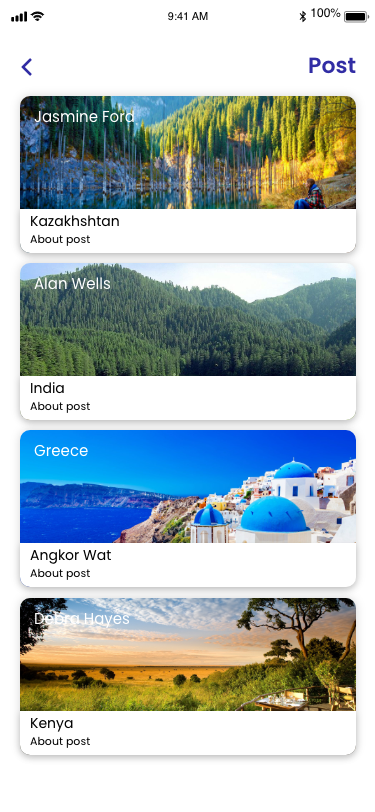 9:41 AM
100%
Post
Jasmine Ford
Kazakhshtan
About post
Alan Wells
India
About post
Greece
Angkor Wat
About post
Debra Hayes
Kenya
About post